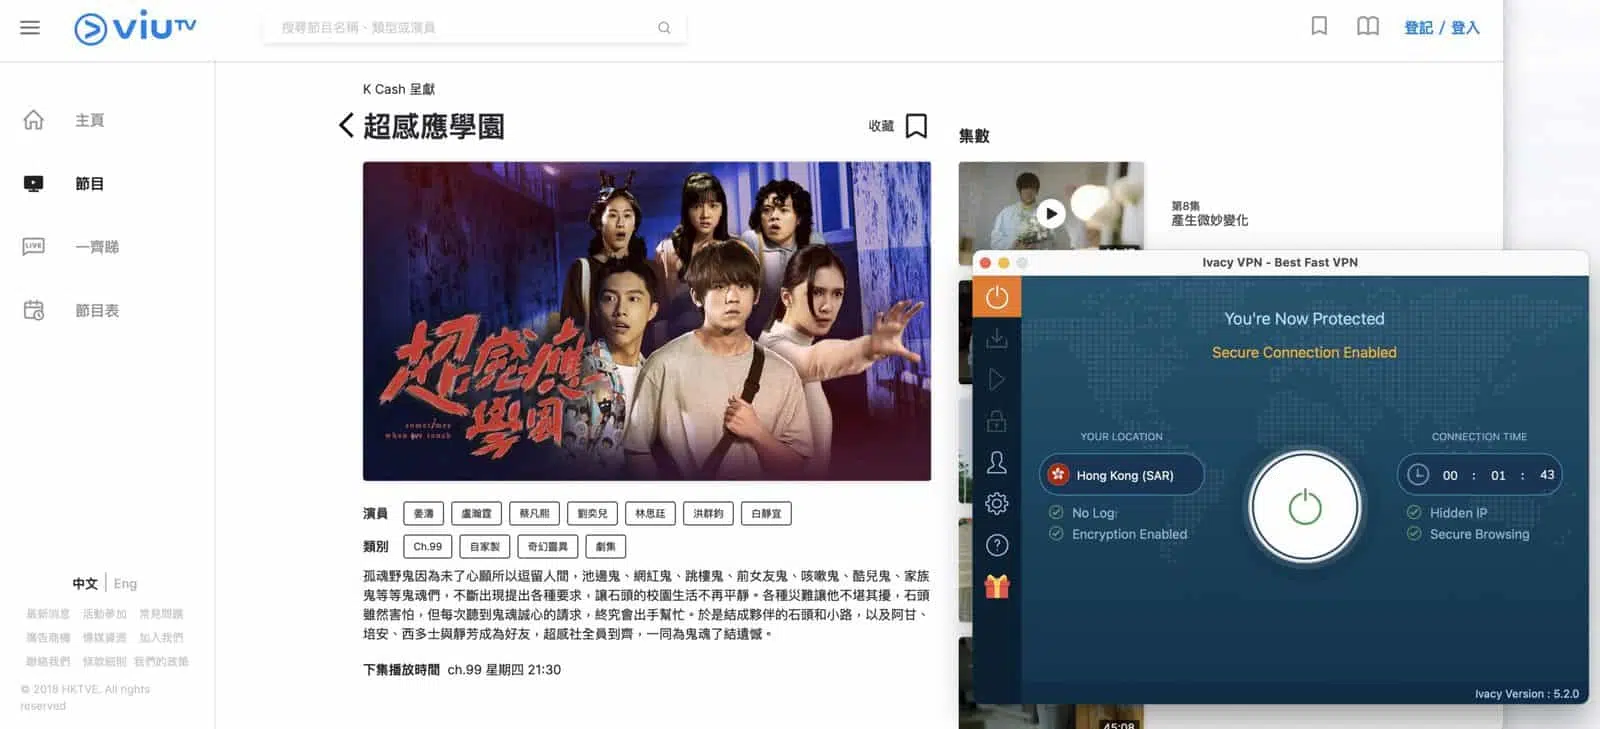 viuTV
搜尋節目名稱、類型或演員
登記 / 登入
主頁
節目
LIVE
一齊睇
節目表
中文 | Eng
最新消息 活動參加 常見問題
廣告商機 傳媒資源 加入我們
聯絡我們 條款細則 我們的政策
© 2018 HKTVE. All rights
reserved
K Cash 呈獻
超感應學園
收藏
超感應
學園
sometimes
when we touch
演員 姜濤 盧瀚霆 蔡凡熙 劉奕兒 林思廷 洪群鈞 白靜宜
類別 Ch.99 自家製 奇幻靈異 劇集
孤魂野鬼因為未了心願所以逗留人間，池邊鬼、網紅鬼、跳樓鬼、前女友鬼、咳嗽鬼、酷兒鬼、家族
鬼等等鬼魂們，不斷出現提出各種要求，讓石頭的校園生活不再平靜。各種災難讓他不堪其擾，石頭
雖然害怕，但每次聽到鬼魂誠心的請求，終究會出手幫忙。於是結成夥伴的石頭和小路，以及阿甘、
培安、西多士與靜芳成為好友，超感社全員到齊，一同為鬼魂了結遺憾。
下集播放時間 ch.99 星期四 21:30
集數
第8集
產生微妙變化
45:08
Ivacy VPN - Best Fast VPN
You're Now Protected
Secure Connection Enabled
YOUR LOCATION
Hong Kong (SAR)
No Log
Encryption Enabled
CONNECTION TIME
00 : 01 : 43
Hidden IP
Secure Browsing
Ivacy Version : 5.2.0